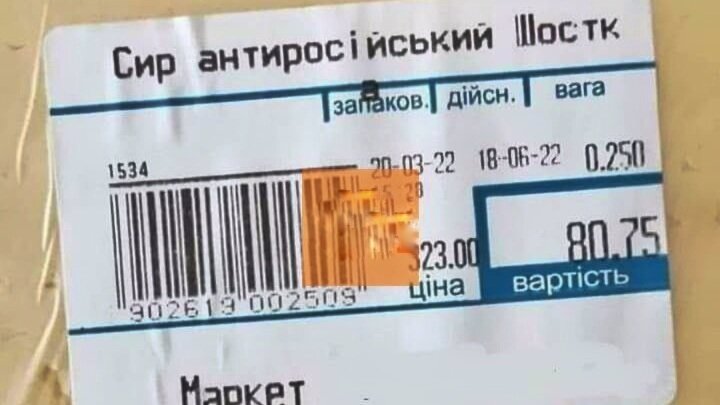 Сир антиросійський Шостк
а
запаков. дійсн. вага
1534
20-03-22 18-06-22 0.250
323.00 80.75
ціна вартість
902619 002509
Маркет